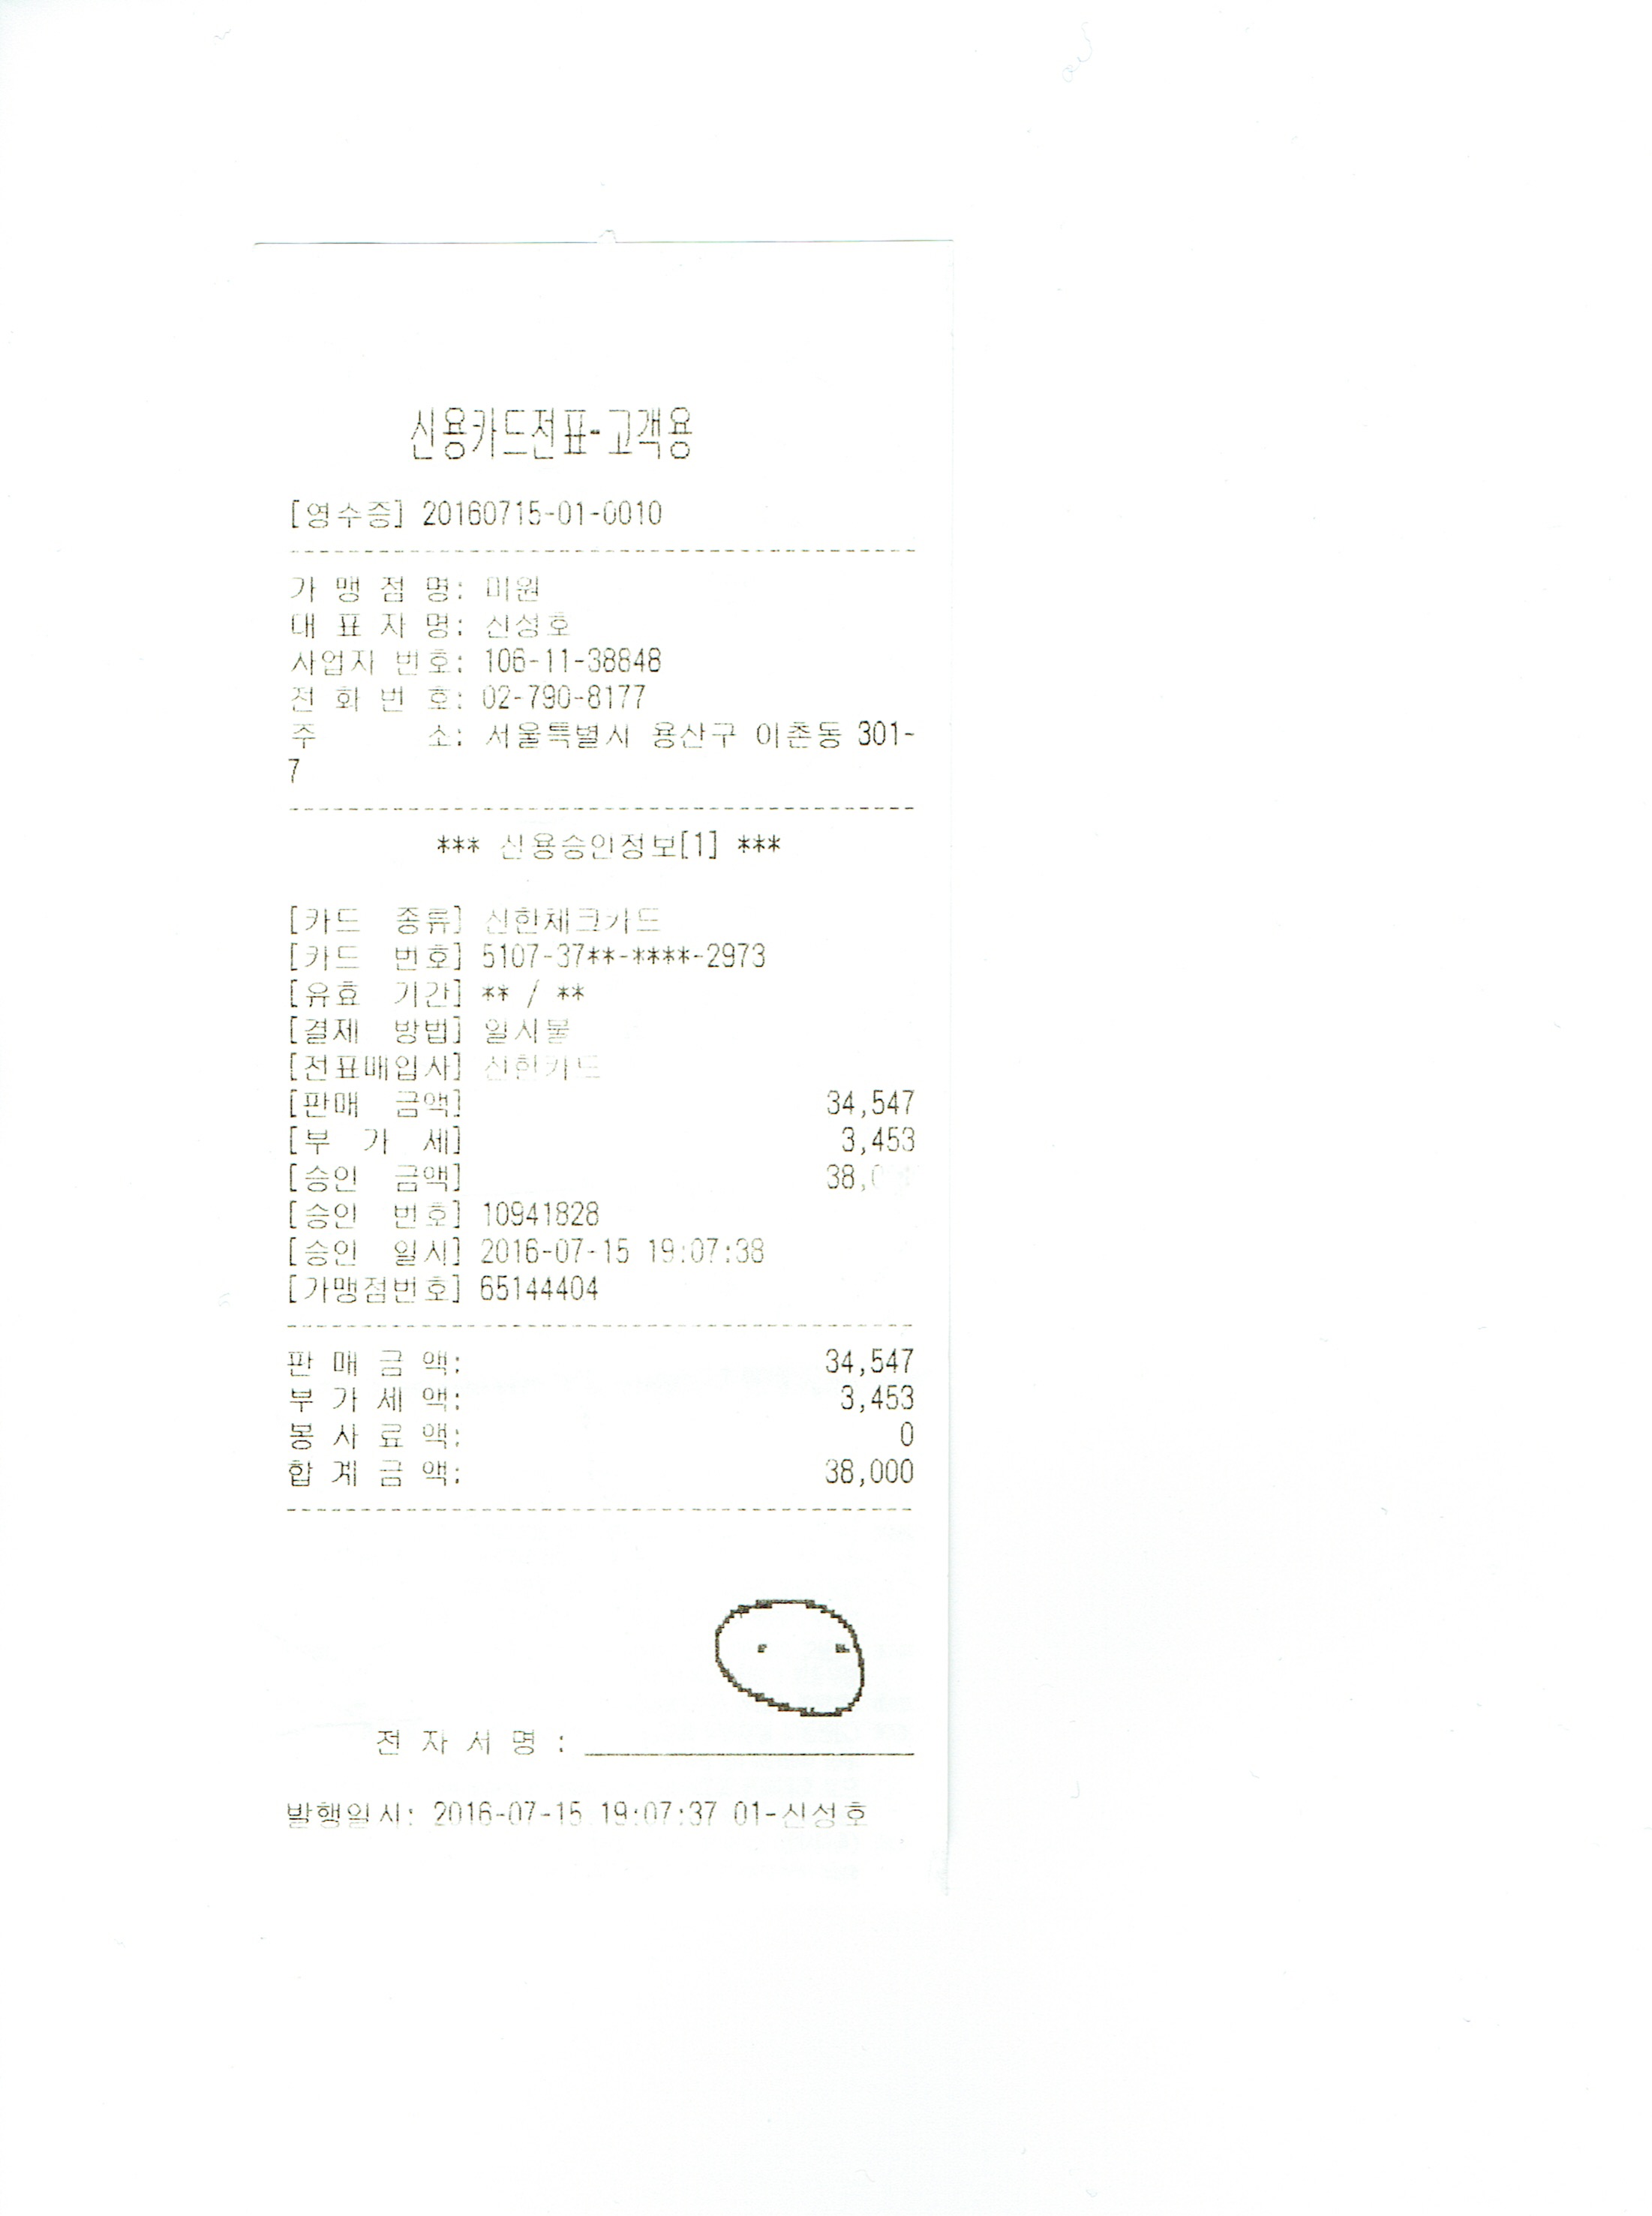 신용카드전표-고객용
[영수증] 20160715-01-0010
가 맹 점 명: 미원
대 표 자 명: 신성호
사업자 번호: 106-11-38848
전 화 번 호: 02-790-8177
주 소: 서울특별시 용산구 이촌동 301-
7
*** 신용승인정보[1] ***
[카드 종류] 신한체크카드
[카드 번호] 5107-37**-****-2973
[유효 기간] ** / **
[결제 방법] 일시불
[전표매입사] 신한카드
[판매 금액] 34,547
[부 가 세] 3,453
[승인 금액]
[승인 번호] 10941828
[승인 일시] 2016-07-15 19:07:38
[가맹점번호] 65144404
판 매 금 액: 34,547
부 가 세 액: 3,453
봉 사 료 액: 0
합 계 금 액: 38,000
전 자 서 명 :
발행일시: 2016-07-15 19:07:37 01-신성호